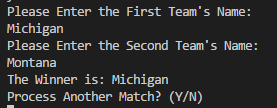 Please Enter the First Team's Name:
Michigan
Please Enter the Second Team's Name:
Montana
The Winner is: Michigan
Process Another Match? (Y/N)